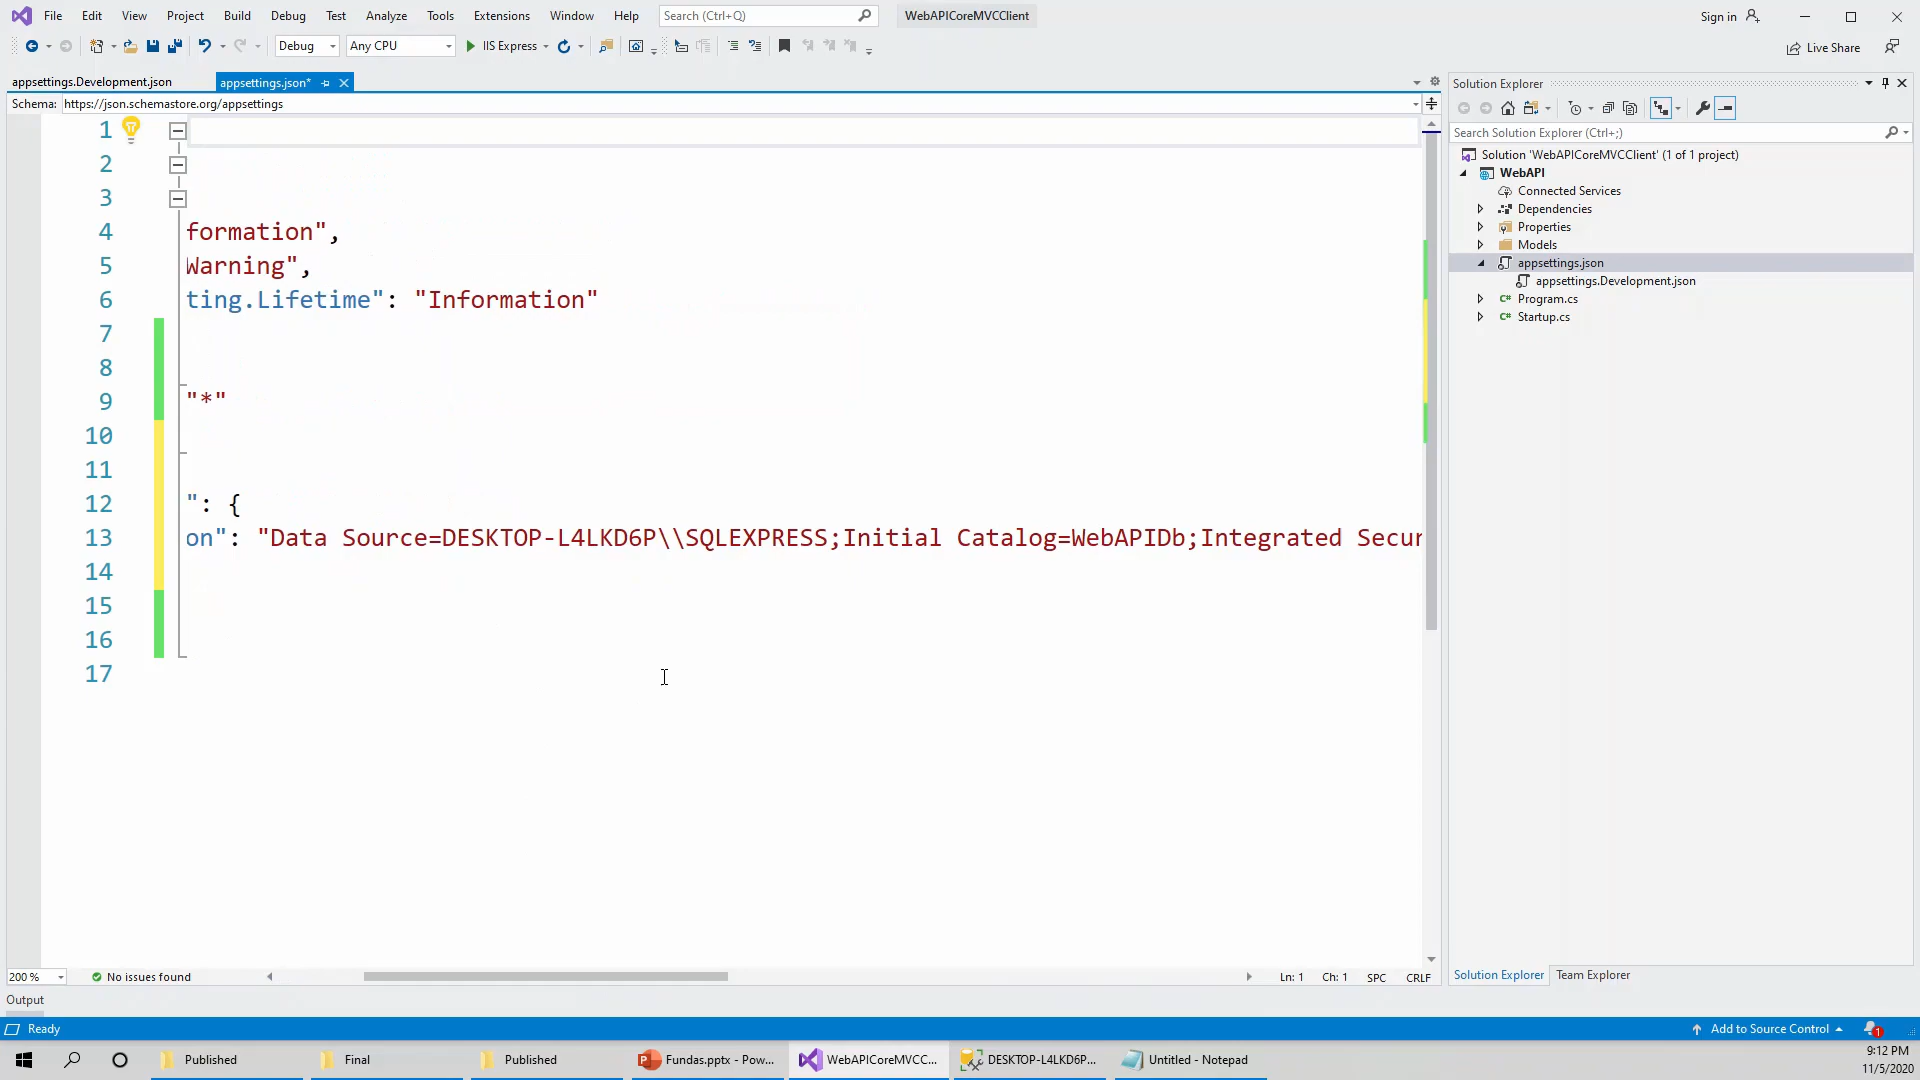 File Edit View Project Build Debug Test Analyze Tools Extensions Window Help Search (Ctrl+Q) WebAPICoreMVCClient Sign in
Debug Any CPU IIS Express Live Share
appsettings.Development.json appsettings.json*
Schema: https://json.schemastore.org/appsettings
1
2
3
4 formation",
5 Warning",
6 ting.Lifetime": "Information"
7
8
9 "*"
10
11
12 ": {
13 on": "Data Source=DESKTOP-L4LKD6P\\SQLEXPRESS;Initial Catalog=WebAPIDb;Integrated Secur
14
15
16
17
200 % No issues found Ln: 1 Ch: 1 SPC CRLF
Output
Solution Explorer
Search Solution Explorer (Ctrl+;)
Solution 'WebAPICoreMVCClient' (1 of 1 project)
WebAPI
Connected Services
Dependencies
Properties
Models
appsettings.json
appsettings.Development.json
C# Program.cs
C# Startup.cs
Solution Explorer Team Explorer
Ready Add to Source Control 1
Published Final Published Fundas.pptx - Pow... WebAPICoreMVCC... DESKTOP-L4LKD6P... Untitled - Notepad
9:12 PM
11/5/2020